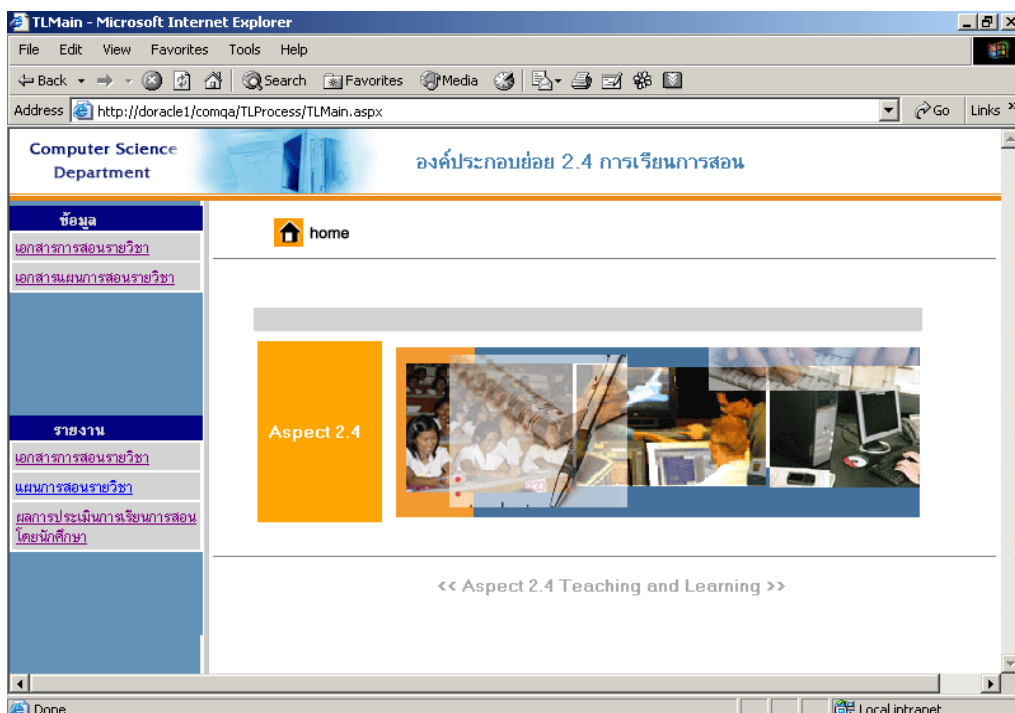 TLMain - Microsoft Internet Explorer
File Edit View Favorites Tools Help
Back Search Favorites Media
Address http://doracle1/comqa/TLProcess/TLMain.aspx Go Links »
Computer Science
Department
องค์ประกอบย่อย 2.4 การเรียนการสอน
ข้อมูล
เอกสารการสอนรายวิชา
เอกสารแผนการสอนรายวิชา
รายงาน
เอกสารการสอนรายวิชา
แผนการสอนรายวิชา
ผลการประเมินการเรียนการสอน
โดยนักศึกษา
home
Aspect 2.4
<< Aspect 2.4 Teaching and Learning >>
Done Local intranet